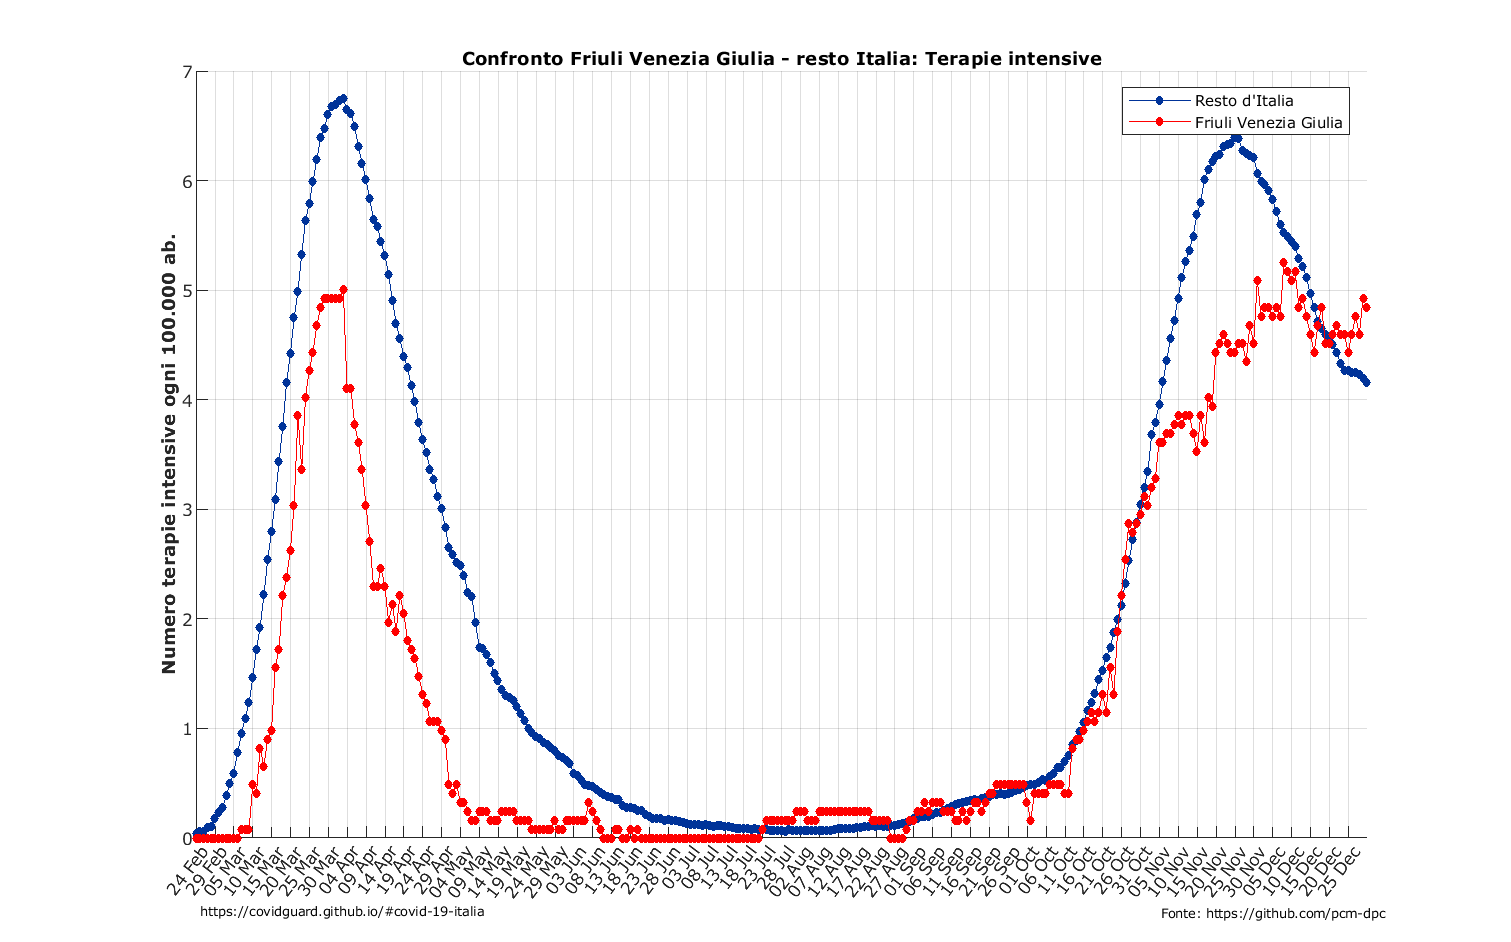 Confronto Friuli Venezia Giulia - resto Italia: Terapie intensive
Resto d'Italia
Friuli Venezia Giulia
Numero terapie intensive ogni 100.000 ab.
7
6
5
4
3
2
1
0
24 Feb
29 Feb
05 Mar
10 Mar
15 Mar
20 Mar
25 Mar
30 Mar
04 Apr
09 Apr
14 Apr
19 Apr
24 Apr
29 Apr
04 May
09 May
14 May
19 May
24 May
29 May
03 Jun
08 Jun
13 Jun
18 Jun
23 Jun
28 Jun
03 Jul
08 Jul
13 Jul
18 Jul
23 Jul
28 Jul
02 Aug
07 Aug
12 Aug
17 Aug
22 Aug
27 Aug
01 Sep
06 Sep
11 Sep
16 Sep
21 Sep
26 Sep
01 Oct
06 Oct
11 Oct
16 Oct
21 Oct
26 Oct
31 Oct
05 Nov
10 Nov
15 Nov
20 Nov
25 Nov
30 Nov
05 Dec
10 Dec
15 Dec
20 Dec
25 Dec
https://covidguard.github.io/#covid-19-italia
Fonte: https://github.com/pcm-dpc